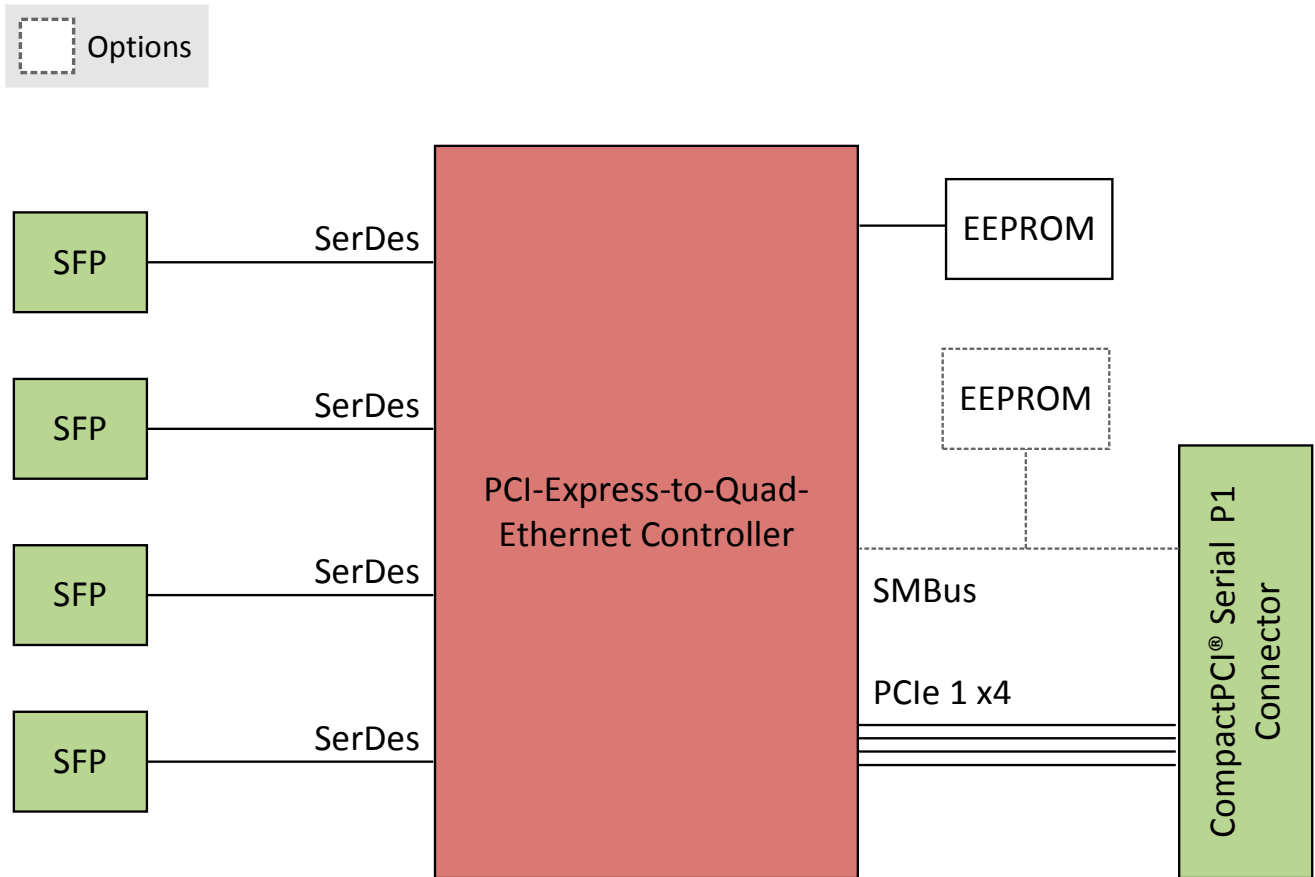 Options
SFP
SerDes
SFP
SerDes
SFP
SerDes
SFP
SerDes
PCI-Express-to-Quad-
Ethernet Controller
EEPROM
EEPROM
SMBus
PCIe 1 x4
CompactPCI® Serial P1
Connector